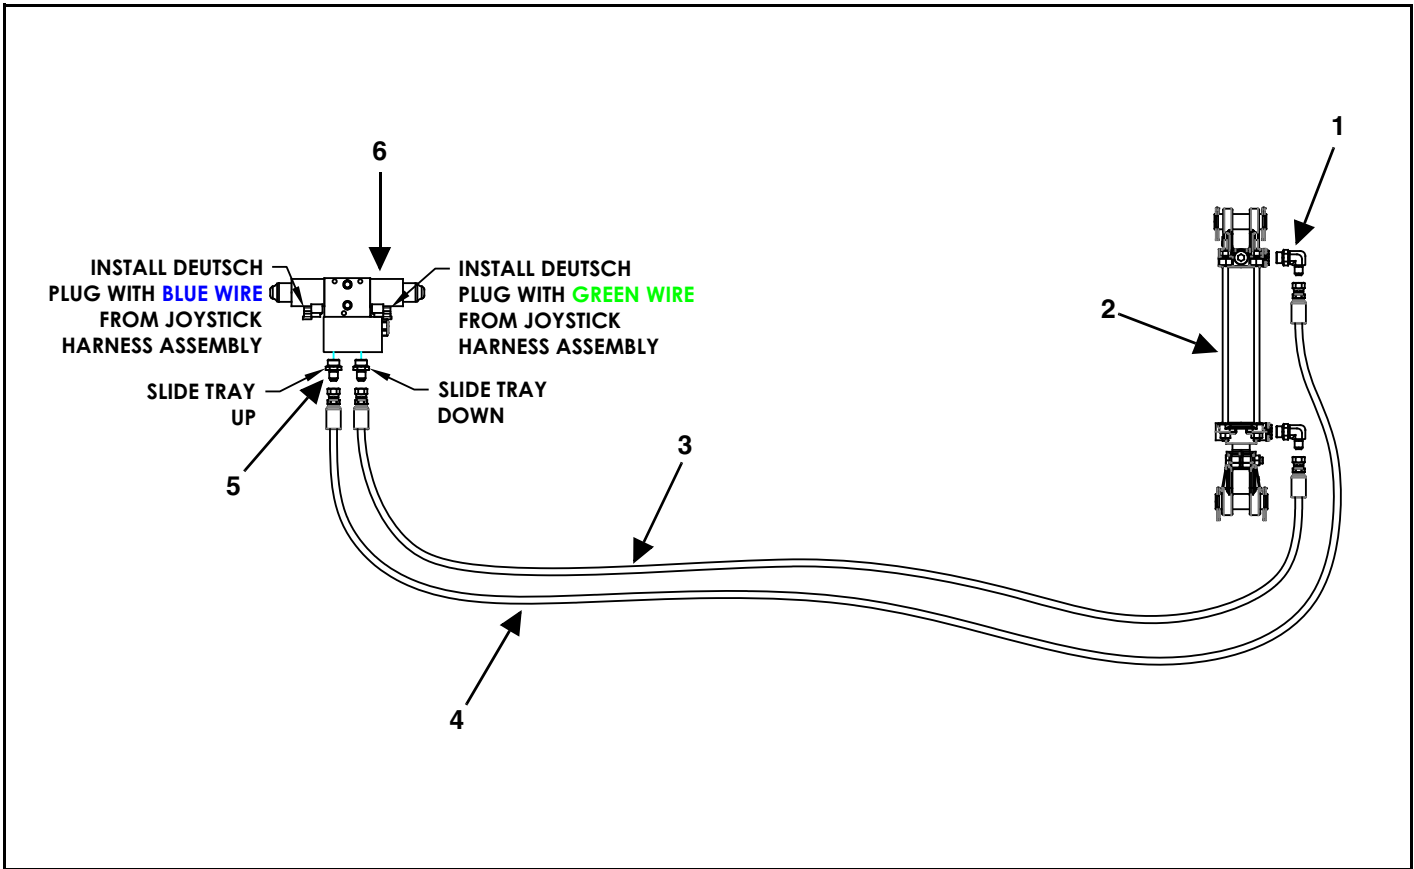 1
6
INSTALL DEUTSCH
PLUG WITH BLUE WIRE
FROM JOYSTICK
HARNESS ASSEMBLY
INSTALL DEUTSCH
PLUG WITH GREEN WIRE
FROM JOYSTICK
HARNESS ASSEMBLY
2
SLIDE TRAY
UP
SLIDE TRAY
DOWN
3
5
4